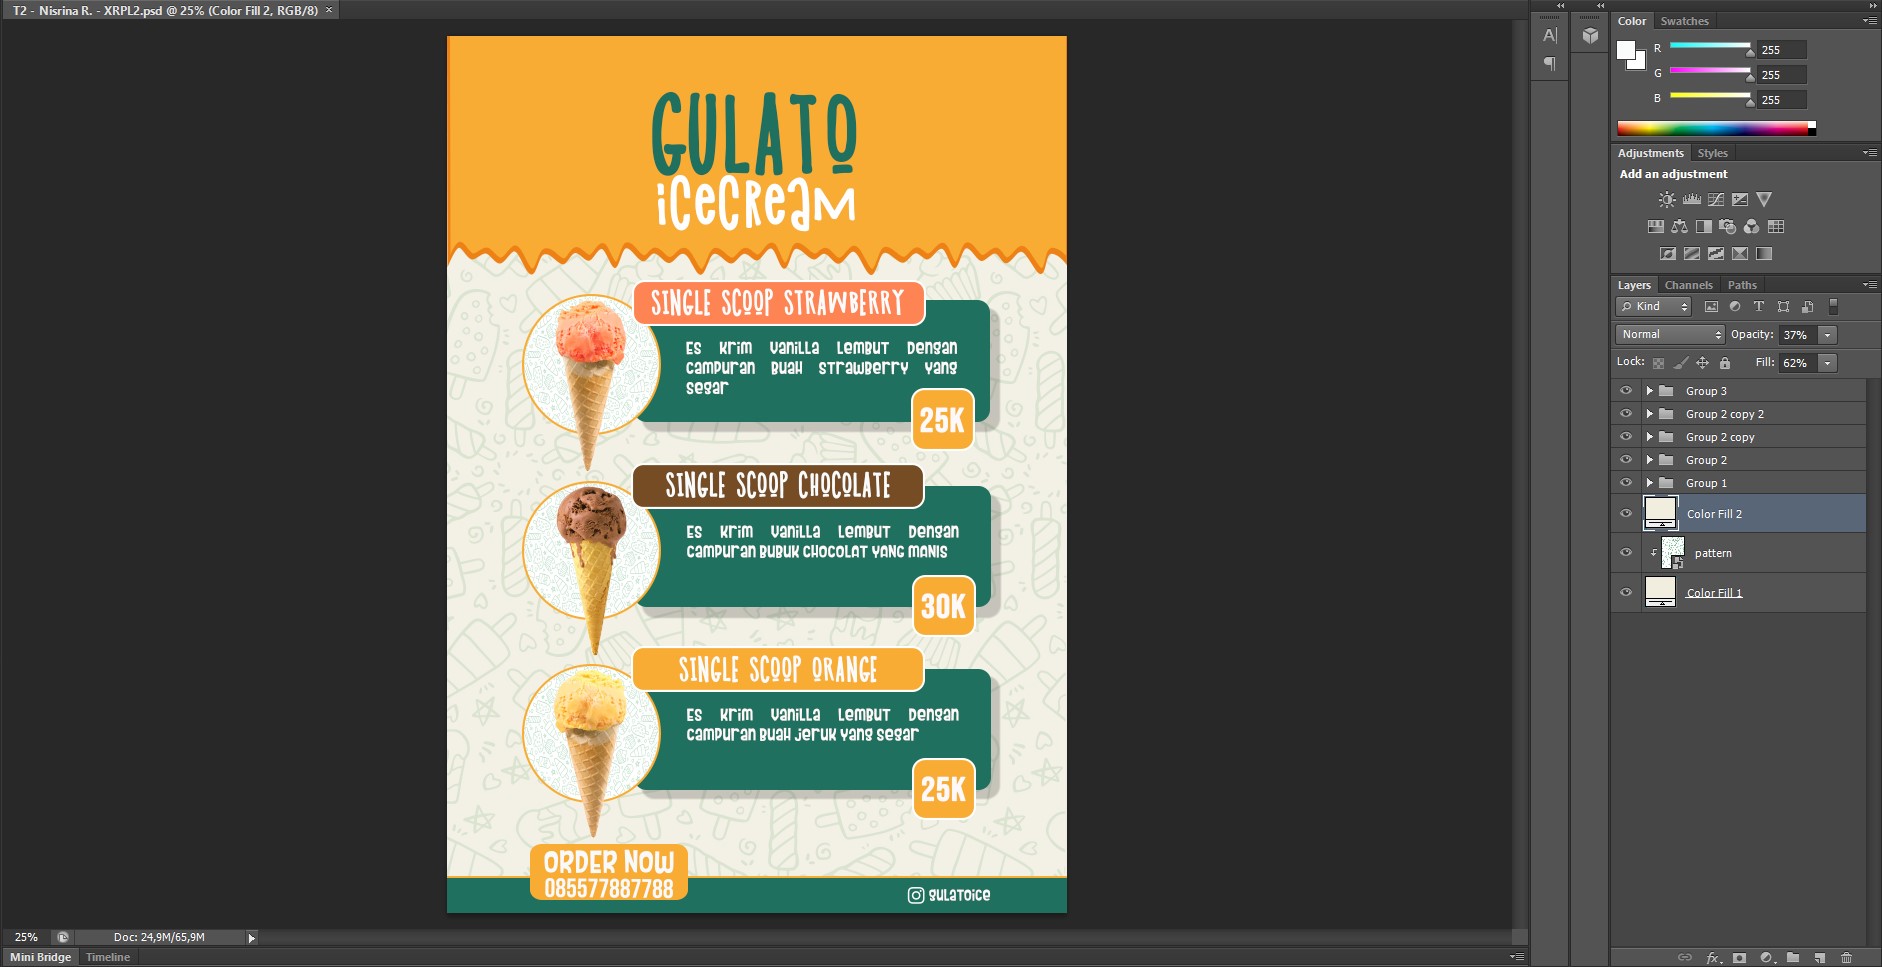 T2 - Nisrina R. - XRPL2.psd @ 25% (Color Fill 2, RGB/8) ×
GULATO
iCeCReaM
SINGLE SCOOP STRAWBERRY
Es Krim Vanilla Lembut Dengan
campuran Buah strawberry yang
segar
25K
SINGLE SCOOP CHOCOLATE
Es Krim Vanilla Lembut Dengan
campuran BUBUK CHOCOLAT YANG MANIS
30K
SINGLE SCOOP ORANGE
Es Krim Vanilla Lembut Dengan
campuran Buah jeruk yang segar
25K
ORDER NOW
085577887788
gulatoice
25%
Doc: 24,9M/65,9M
Mini Bridge
Timeline
A|
Color
Swatches
R 255
G 255
B 255
Adjustments
Styles
Add an adjustment
Layers
Channels
Paths
Kind
Normal
Opacity: 37%
Lock:
Fill: 62%
Group 3
Group 2 copy 2
Group 2 copy
Group 2
Group 1
Color Fill 2
pattern
Color Fill 1
fx